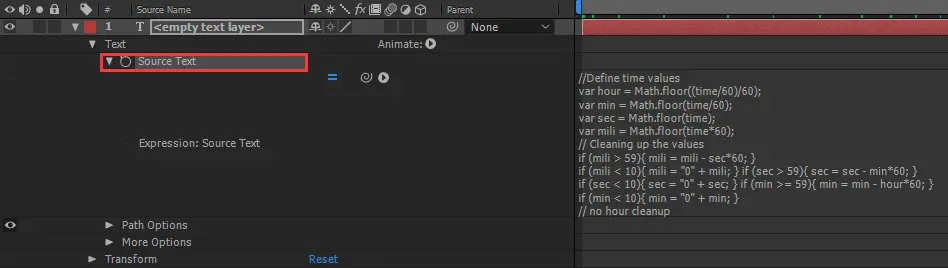 # Source Name Parent
1 T <empty text layer> None
Text Animate:
Source Text
//Define time values
var hour = Math.floor((time/60)/60);
var min = Math.floor(time/60);
var sec = Math.floor(time);
var mili = Math.floor(time*60);
Expression: Source Text
// Cleaning up the values
if (mili > 59){ mili = mili - sec*60; }
if (mili < 10){ mili = "0" + mili; } if (sec > 59){ sec = sec - min*60; }
if (sec < 10){ sec = "0" + sec; } if (min >= 59){ min = min - hour*60; }
if (min < 10){ min = "0" + min; }
// no hour cleanup
Path Options
More Options
Transform Reset